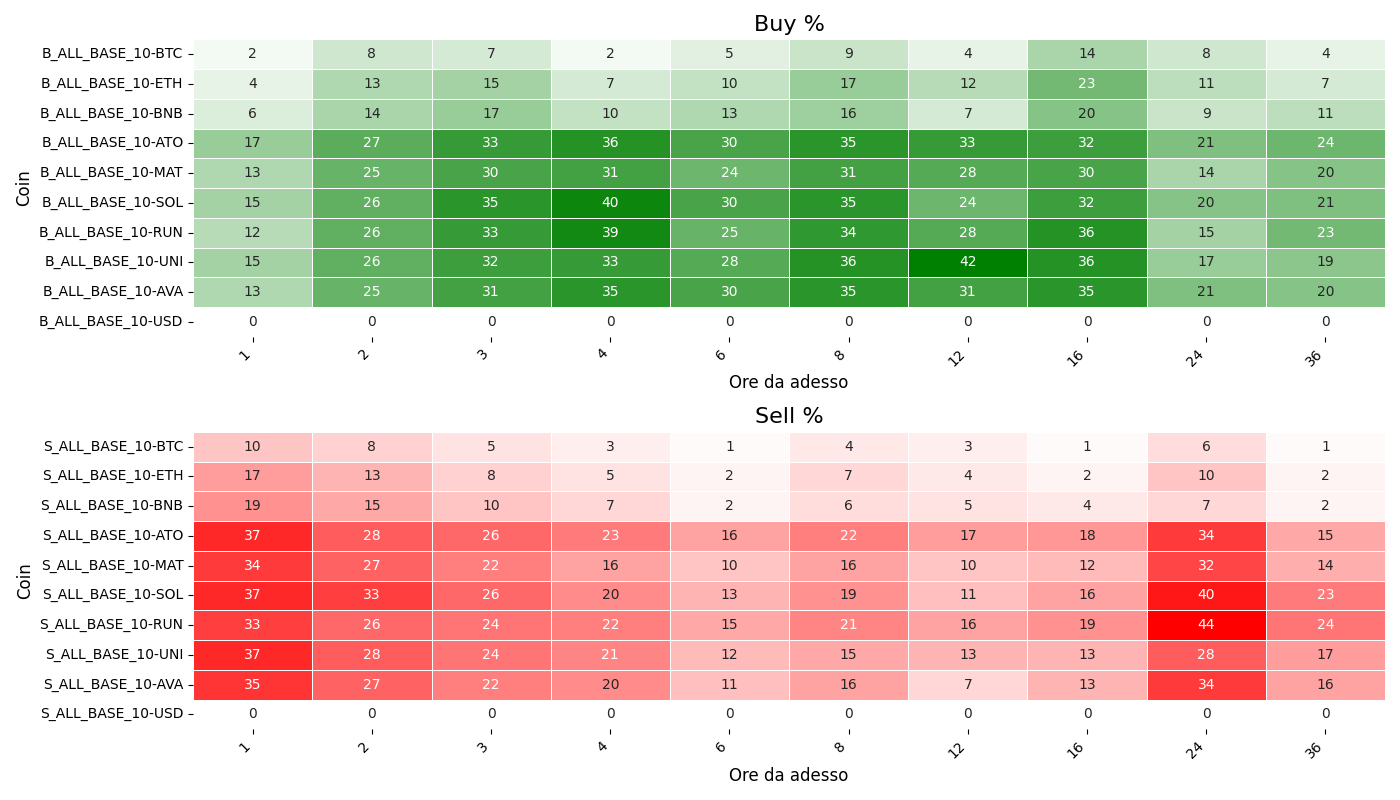 Buy %
Coin
B_ALL_BASE_10-BTC 2 8 7 2 5 9 4 14 8 4
B_ALL_BASE_10-ETH 4 13 15 7 10 17 12 23 11 7
B_ALL_BASE_10-BNB 6 14 17 10 13 16 7 20 9 11
B_ALL_BASE_10-ATO 17 27 33 36 30 35 33 32 21 24
B_ALL_BASE_10-MAT 13 25 30 31 24 31 28 30 14 20
B_ALL_BASE_10-SOL 15 26 35 40 30 35 24 32 20 21
B_ALL_BASE_10-RUN 12 26 33 39 25 34 28 36 15 23
B_ALL_BASE_10-UNI 15 26 32 33 28 36 42 36 17 19
B_ALL_BASE_10-AVA 13 25 31 35 30 35 31 35 21 20
B_ALL_BASE_10-USD 0 0 0 0 0 0 0 0 0 0
1 2 3 4 6 8 12 16 24 36
Ore da adesso
Sell %
Coin
S_ALL_BASE_10-BTC 10 8 5 3 1 4 3 1 6 1
S_ALL_BASE_10-ETH 17 13 8 5 2 7 4 2 10 2
S_ALL_BASE_10-BNB 19 15 10 7 2 6 5 4 7 2
S_ALL_BASE_10-ATO 37 28 26 23 16 22 17 18 34 15
S_ALL_BASE_10-MAT 34 27 22 16 10 16 10 12 32 14
S_ALL_BASE_10-SOL 37 33 26 20 13 19 11 16 40 23
S_ALL_BASE_10-RUN 33 26 24 22 15 21 16 19 44 24
S_ALL_BASE_10-UNI 37 28 24 21 12 15 13 13 28 17
S_ALL_BASE_10-AVA 35 27 22 20 11 16 7 13 34 16
S_ALL_BASE_10-USD 0 0 0 0 0 0 0 0 0 0
1 2 3 4 6 8 12 16 24 36
Ore da adesso